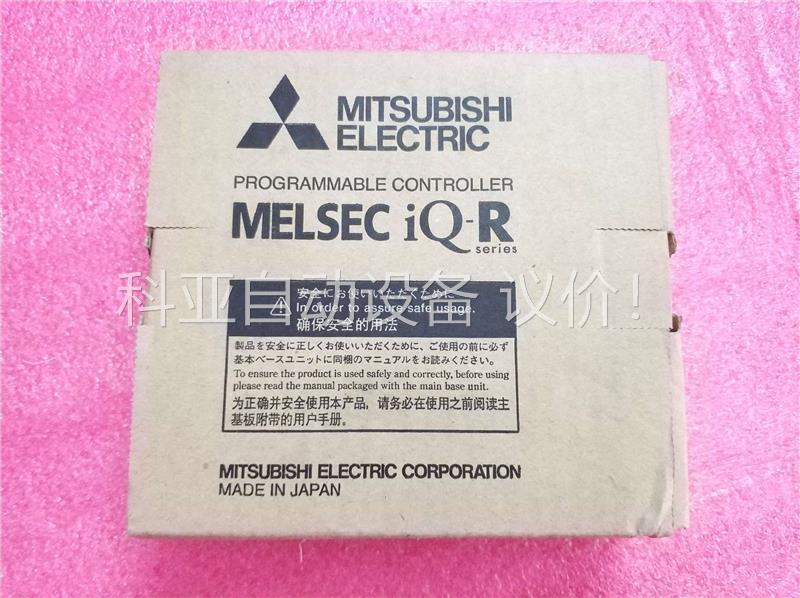 MITSUBISHI
ELECTRIC
PROGRAMMABLE CONTROLLER
MELSEC iQ-R
series
科亚自动设备 议价!
安全にお使いいただくために
In order to assure safe usage.
确保安全的用法
製品を安全に正しくお使いいただくために、ご使用の前に必ず
基本ベースユニットに同梱のマニュアルをお読みください。
To ensure the product is used safely and correctly, before using
please read the manual packaged with the main base unit.
为正确并安全使用本产品，请务必在使用之前阅读主
基板附带的用户手册。
MITSUBISHI ELECTRIC CORPORATION
MADE IN JAPAN